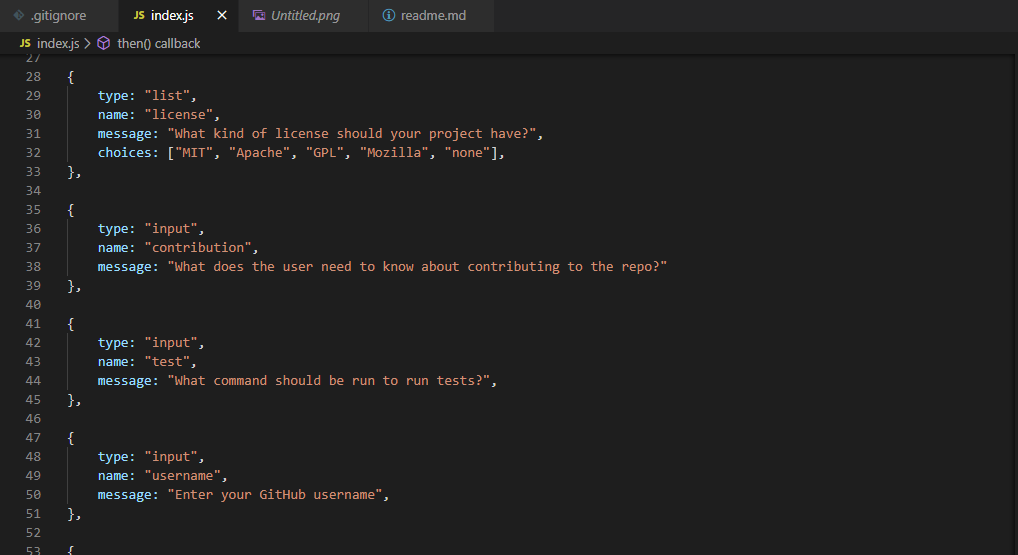 .gitignore JS index.js × Untitled.png readme.md
JS index.js > then() callback
27
28 {
29     type: "list",
30     name: "license",
31     message: "What kind of license should your project have?",
32     choices: ["MIT", "Apache", "GPL", "Mozilla", "none"],
33 },
34
35 {
36     type: "input",
37     name: "contribution",
38     message: "What does the user need to know about contributing to the repo?"
39 },
40
41 {
42     type: "input",
43     name: "test",
44     message: "What command should be run to run tests?",
45 },
46
47 {
48     type: "input",
49     name: "username",
50     message: "Enter your GitHub username",
51 },
52
53 {